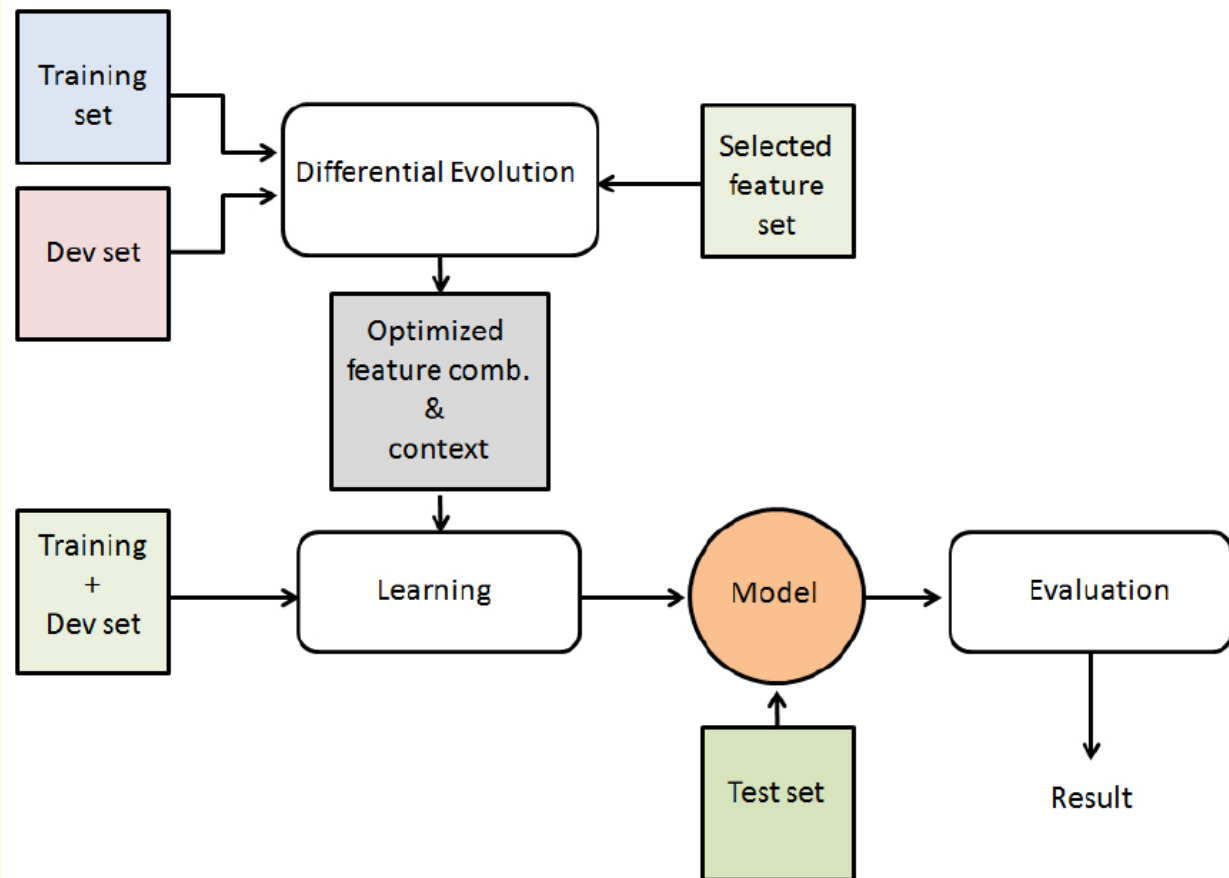 Training
set
Differential Evolution
Selected
feature
set
Dev set
Optimized
feature comb.
&
context
Training
+
Dev set
Learning
Model
Evaluation
Test set
Result